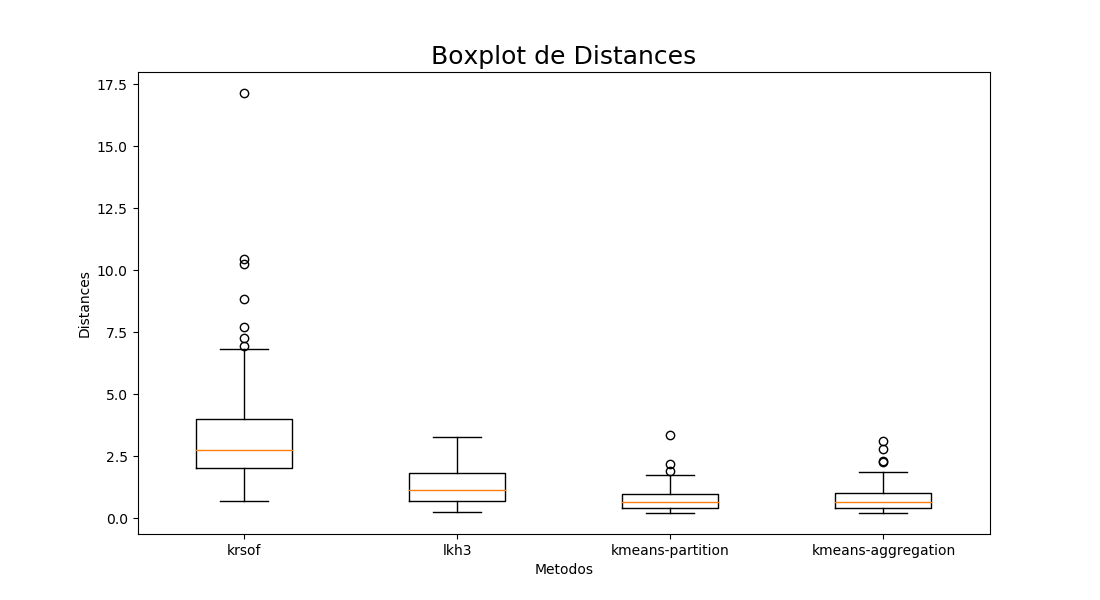 Boxplot de Distances
Distances
17.5
15.0
12.5
10.0
7.5
5.0
2.5
0.0
krsof lkh3 kmeans-partition kmeans-aggregation
Metodos